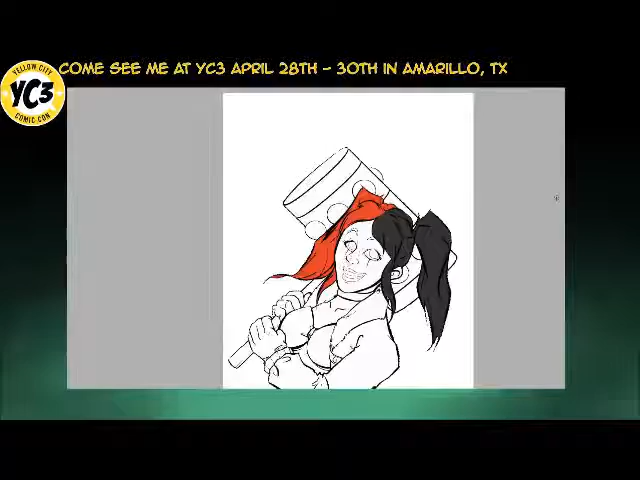 COME SEE ME AT YC3 APRIL 28TH - 30TH IN AMARILLO, TX
YELLOW CITY
YC3
COMIC CON